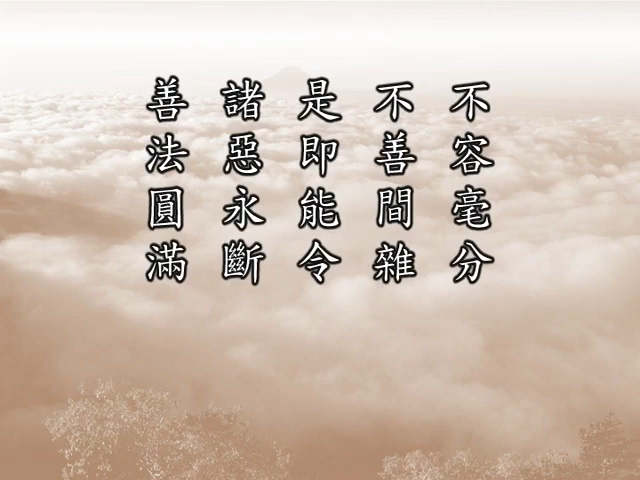 不容毫分
不善間雜
是即能令
諸惡永斷
善法圓滿